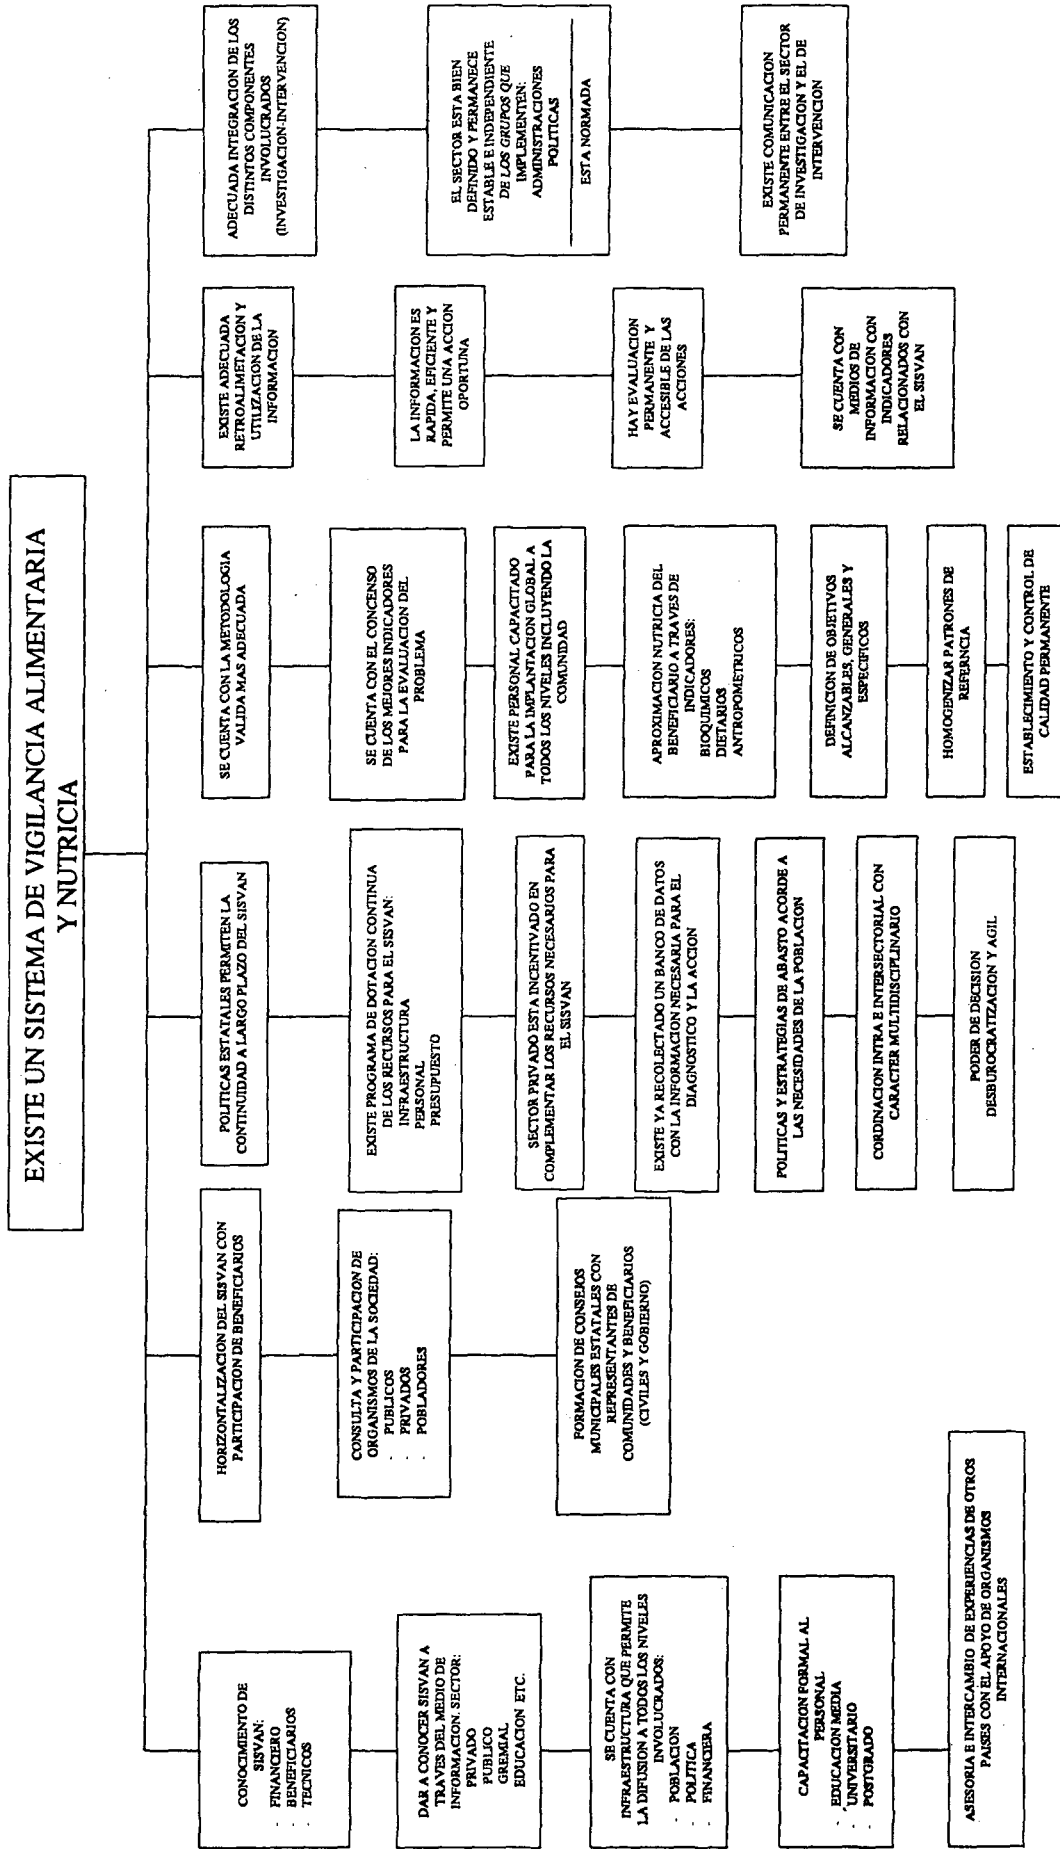 EXISTE UN SISTEMA DE VIGILANCIA ALIMENTARIA
Y NUTRICIA
CONOCIMIENTO DE
SISVAN:
- FINANCIERO
- BENEFICIARIOS
- TECNICOS
DAR A CONOCER SISVAN A
TRAVES DEL MEDIO DE
INFORMACION. SECTOR:
PRIVADO
PUBLICO
GREMIAL
EDUCACION ETC.
SE CUENTA CON
INFRAESTRUCTURA QUE PERMITE
LA DIFUSION A TODOS LOS NIVELES
INVOLUCRADOS:
- POBLACION
- POLITICA
- FINANCIERA
CAPACITACION FORMAL AL
PERSONAL
- EDUCACION MEDIA
- UNIVERSITARIO
- POSTGRADO
ASESORIA E INTERCAMBIO DE EXPERIENCIAS DE OTROS
PAISES CON EL APOYO DE ORGANISMOS
INTERNACIONALES
HORIZONTALIZACION DEL SISVAN CON
PARTICIPACION DE BENEFICIARIOS
CONSULTA Y PARTICIPACION DE
ORGANISMOS DE LA SOCIEDAD:
- PUBLICOS
- PRIVADOS
- POBLADORES
FORMACION DE CONSEJOS
MUNICIPALES ESTATALES CON
REPRESENTANTES DE
COMUNIDADES Y BENEFICIARIOS
(CIVILES Y GOBIERNO)
POLITICAS ESTATALES PERMITEN LA
CONTINUIDAD A LARGO PLAZO DEL SISVAN
EXISTE PROGRAMA DE DOTACION CONTINUA
DE LOS RECURSOS PARA EL SISVAN:
INFRAESTRUCTURA
PERSONAL
PRESUPUESTO
SECTOR PRIVADO ESTA INCENTIVADO EN
COMPLEMENTAR LOS RECURSOS NECESARIOS PARA
EL SISVAN
EXISTE YA RECOLECTADO UN BANCO DE DATOS
CON LA INFORMACION NECESARIA PARA EL
DIAGNOSTICO Y LA ACCION
POLITICAS Y ESTRATEGIAS DE ABASTO ACORDE A
LAS NECESIDADES DE LA POBLACION
CORDINACION INTRA E INTERSECTORIAL CON
CARACTER MULTIDISCIPLINARIO
PODER DE DECISION
DESBUROCRATIZACION Y AGIL
SE CUENTA CON LA METODOLOGIA
VALIDA MAS ADECUADA
SE CUENTA CON EL CONCENSO
DE LOS MEJORES INDICADORES
PARA LA EVALUACION DEL
PROBLEMA
EXISTE PERSONAL CAPACITADO
PARA LA IMPLANTACION GLOBAL A
TODOS LOS NIVELES INCLUYENDO LA
COMUNIDAD
APROXIMACION NUTRICIA DEL
BENEFICIARIO A TRAVES DE
INDICADORES:
BIOQUIMICOS
DIETARIOS
ANTROPOMÉTRICOS
DEFINICION DE OBJETIVOS
ALCANZABLES, GENERALES Y
ESPECIFICOS
HOMOGENIZAR PATRONES DE
REFERNCIA
ESTABLECIMIENTO Y CONTROL DE
CALIDAD PERMANENTE
EXISTE ADECUADA
RETROALIMETACION Y
UTILIZACION DE LA
INFORMACION
LA INFORMACION ES
RAPIDA, EFICIENTE Y
PERMITE UNA ACCION
OPORTUNA
HAY EVALUACION
PERMANENTE Y
ACCESIBLE DE LAS
ACCIONES
SE CUENTA CON
MEDIOS DE
INFORMACION CON
INDICADORES
RELACIONADOS CON
EL SISVAN
ADECUADA INTEGRACION DE LOS
DISTINTOS COMPONENTES
INVOLUCRADOS
(INVESTIGACION-INTERVENCION)
EL SECTOR ESTA BIEN
DEFINIDO Y PERMANECE
ESTABLE E INDEPENDIENTE
DE LOS GRUPOS QUE
IMPLEMENTEN:
ADMINISTRACIONES
POLITICAS
ESTA NORMADA
EXISTE COMUNICACION
PERMANENTE ENTRE EL SECTOR
DE INVESTIGACION Y EL DE
INTERVENCION